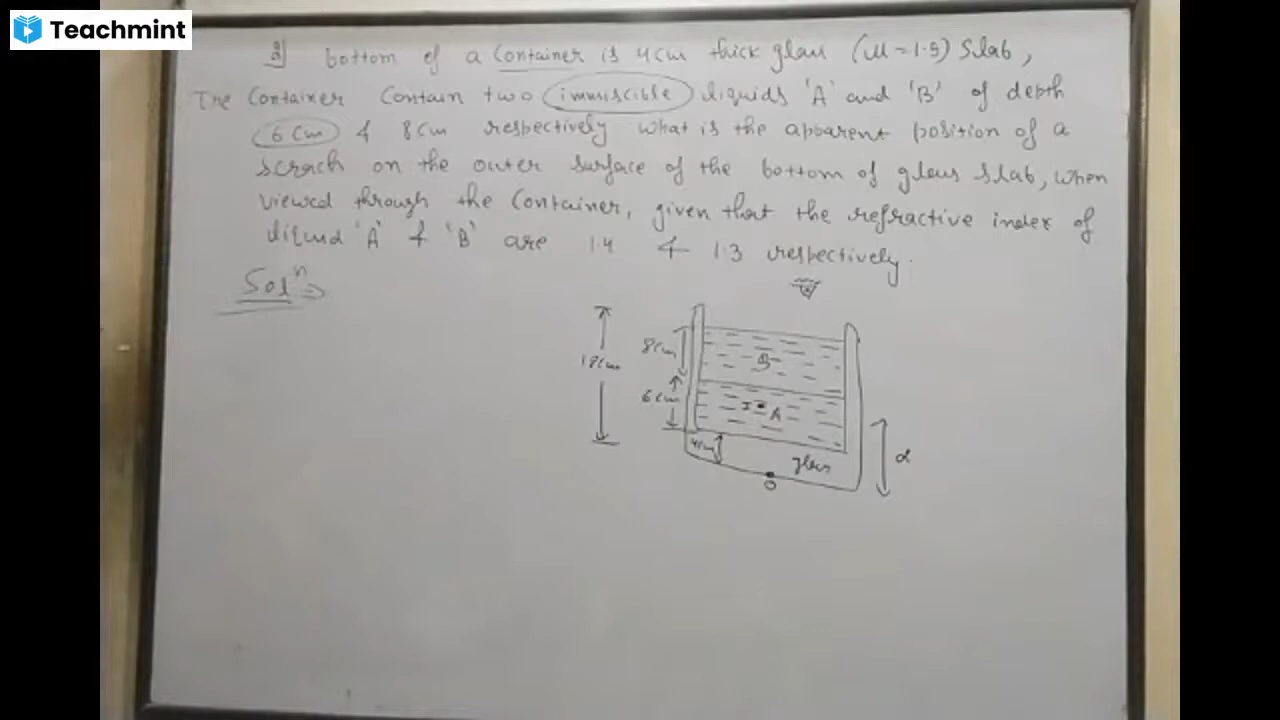 Teachmint
Q] bottom of a container is 4cm thick glass (μ = 1.5) Slab,
The Container Contain two immiscible liquids 'A' and 'B' of depth
6 cm & 8cm respectively what is the apparent position of a
scrach on the outer surface of the bottom of glass slab, when
viewed through the Container, given that the refractive index of
liquid 'A' & 'B' are 1.4 & 1.3 respectively.
Solⁿ ⇒
18cm
8cm
B
6cm
I A
4cm
glass
d
O